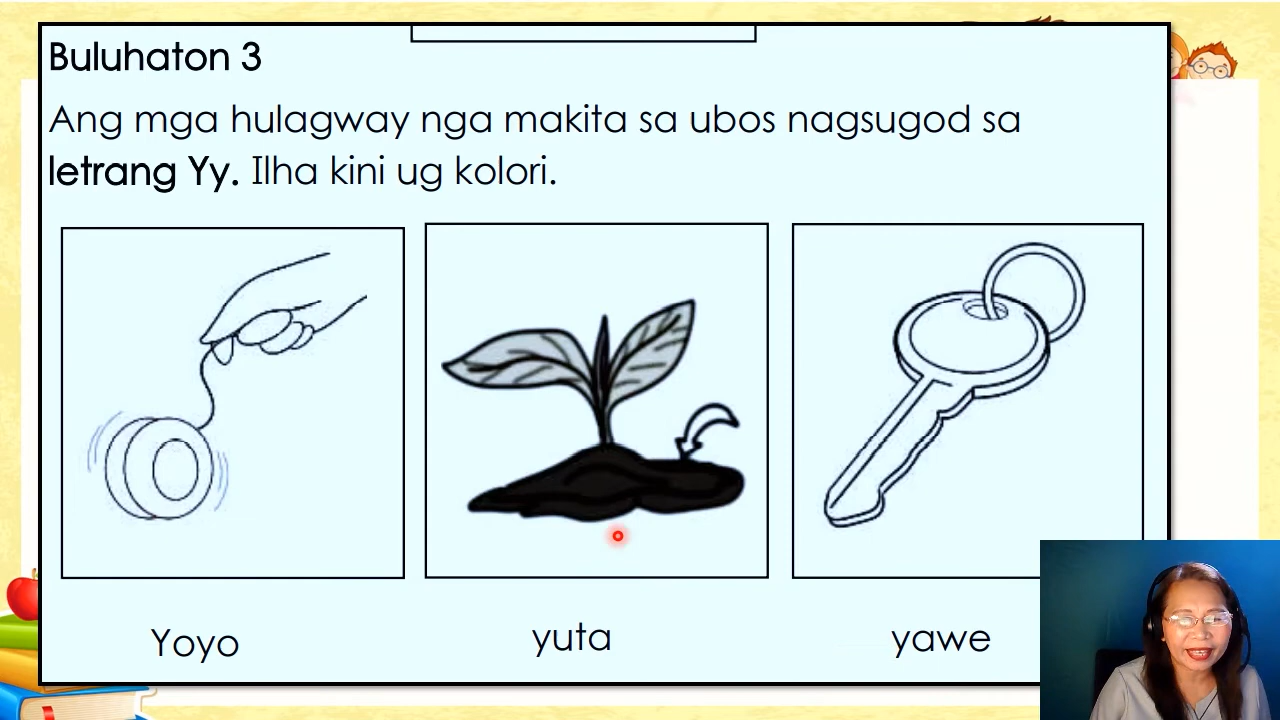 Buluhaton 3
Ang mga hulagway nga makita sa ubos nagsugod sa
letrang Yy. Ilha kini ug kolori.
Yoyo
yuta
yawe